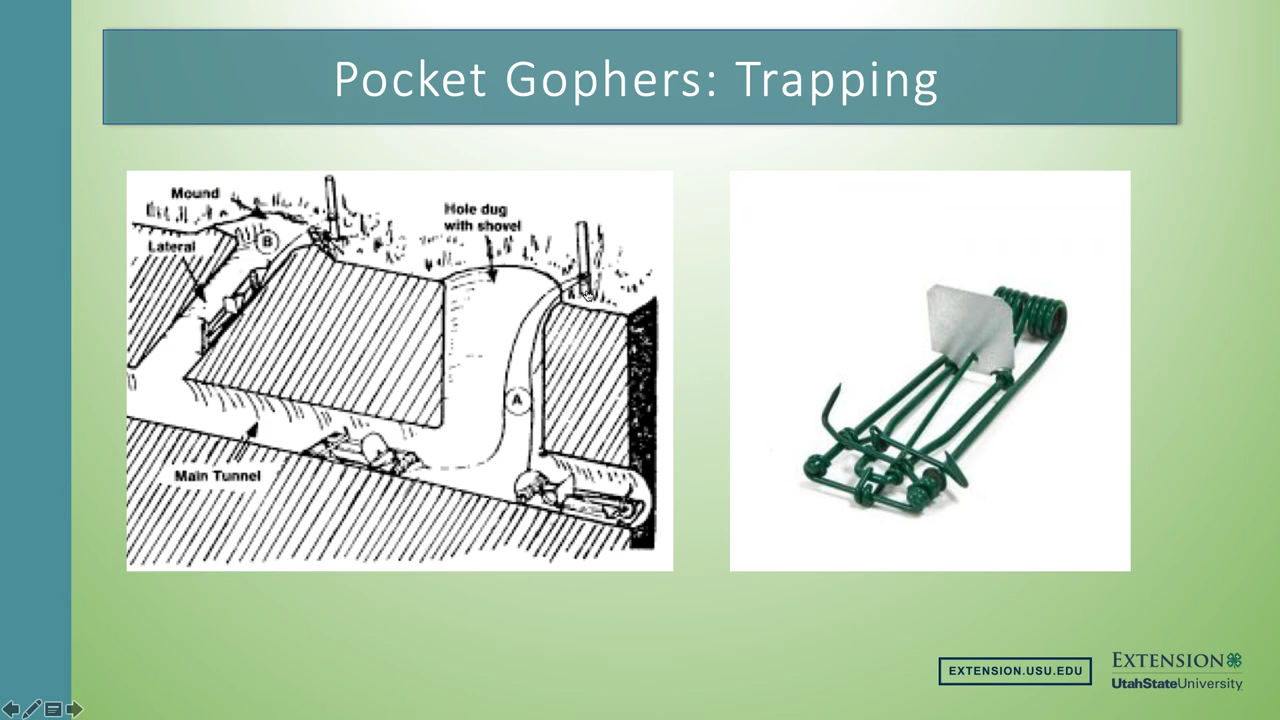 Pocket Gophers: Trapping
Mound
Lateral
B
Hole dug
with shovel
A
Main Tunnel
EXTENSION.USU.EDU
EXTENSION
UtahStateUniversity